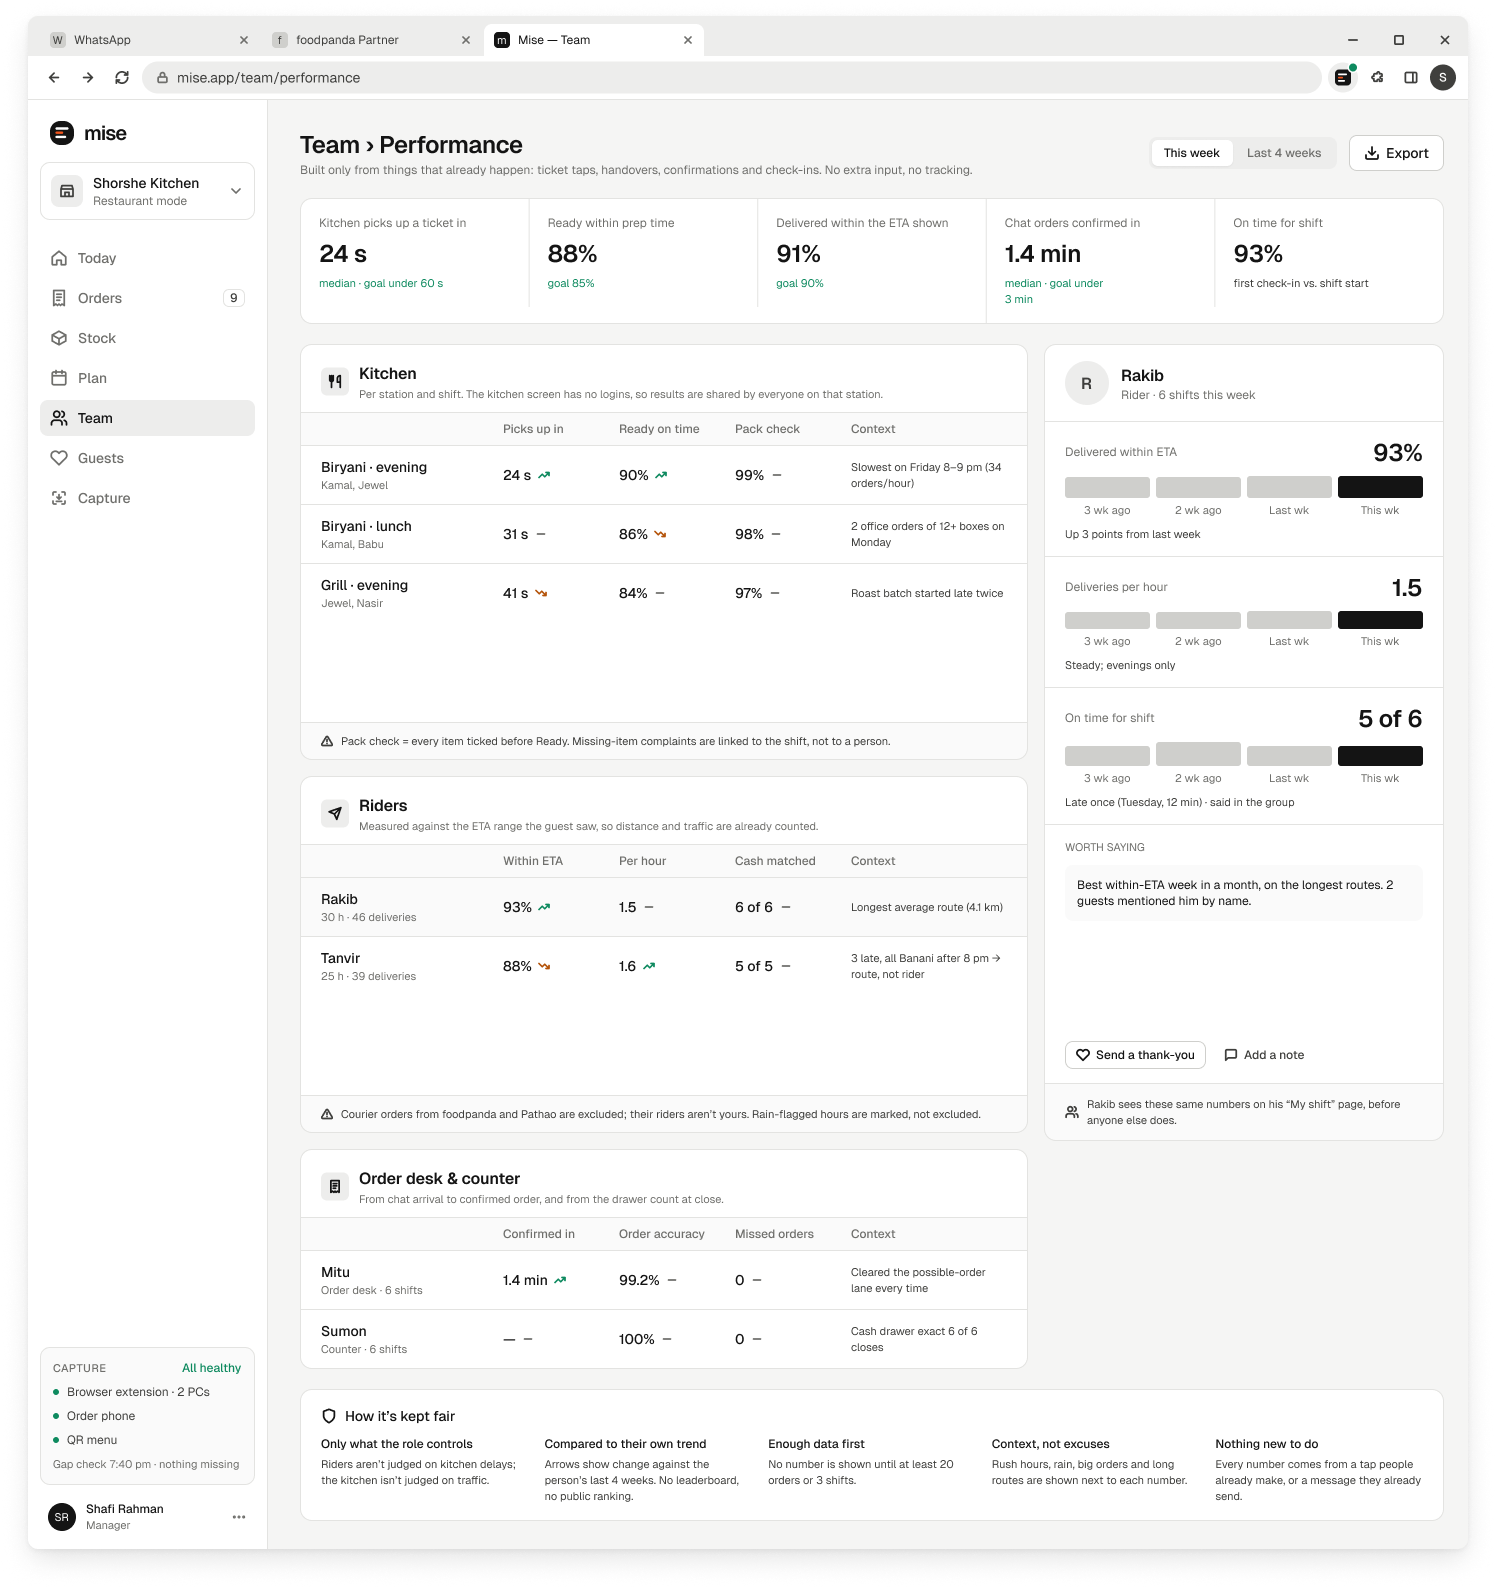 W WhatsApp
f foodpanda Partner
m Mise — Team
mise.app/team/performance
S
mise
Shorshe Kitchen
Restaurant mode
Today
Orders 9
Stock
Plan
Team
Guests
Capture
CAPTURE All healthy
Browser extension · 2 PCs
Order phone
QR menu
Gap check 7:40 pm · nothing missing
SR
Shafi Rahman
Manager
Team › Performance
Built only from things that already happen: ticket taps, handovers, confirmations and check-ins. No extra input, no tracking.
This week Last 4 weeks
Export
Kitchen picks up a ticket in
24 s
median · goal under 60 s
Ready within prep time
88%
goal 85%
Delivered within the ETA shown
91%
goal 90%
Chat orders confirmed in
1.4 min
median · goal under
3 min
On time for shift
93%
first check-in vs. shift start
Kitchen
Per station and shift. The kitchen screen has no logins, so results are shared by everyone on that station.
Picks up in Ready on time Pack check Context
Biryani · evening
Kamal, Jewel
24 s 90% 99% –
Slowest on Friday 8–9 pm (34
orders/hour)
Biryani · lunch
Kamal, Babu
31 s – 86% 98% –
2 office orders of 12+ boxes on
Monday
Grill · evening
Jewel, Nasir
41 s 84% – 97% –
Roast batch started late twice
Pack check = every item ticked before Ready. Missing-item complaints are linked to the shift, not to a person.
Riders
Measured against the ETA range the guest saw, so distance and traffic are already counted.
Within ETA Per hour Cash matched Context
Rakib
30 h · 46 deliveries
93% 1.5 – 6 of 6 –
Longest average route (4.1 km)
Tanvir
25 h · 39 deliveries
88% 1.6 5 of 5 –
3 late, all Banani after 8 pm →
route, not rider
Courier orders from foodpanda and Pathao are excluded; their riders aren’t yours. Rain-flagged hours are marked, not excluded.
Order desk & counter
From chat arrival to confirmed order, and from the drawer count at close.
Confirmed in Order accuracy Missed orders Context
Mitu
Order desk · 6 shifts
1.4 min 99.2% – 0 –
Cleared the possible-order
lane every time
Sumon
Counter · 6 shifts
— – 100% – 0 –
Cash drawer exact 6 of 6
closes
R
Rakib
Rider · 6 shifts this week
Delivered within ETA 93%
3 wk ago 2 wk ago Last wk This wk
Up 3 points from last week
Deliveries per hour 1.5
3 wk ago 2 wk ago Last wk This wk
Steady; evenings only
On time for shift 5 of 6
3 wk ago 2 wk ago Last wk This wk
Late once (Tuesday, 12 min) · said in the group
WORTH SAYING
Best within-ETA week in a month, on the longest routes. 2
guests mentioned him by name.
Send a thank-you Add a note
Rakib sees these same numbers on his “My shift” page, before
anyone else does.
How it’s kept fair
Only what the role controls
Riders aren’t judged on kitchen delays;
the kitchen isn’t judged on traffic.
Compared to their own trend
Arrows show change against the
person’s last 4 weeks. No leaderboard,
no public ranking.
Enough data first
No number is shown until at least 20
orders or 3 shifts.
Context, not excuses
Rush hours, rain, big orders and long
routes are shown next to each number.
Nothing new to do
Every number comes from a tap people
already make, or a message they already
send.